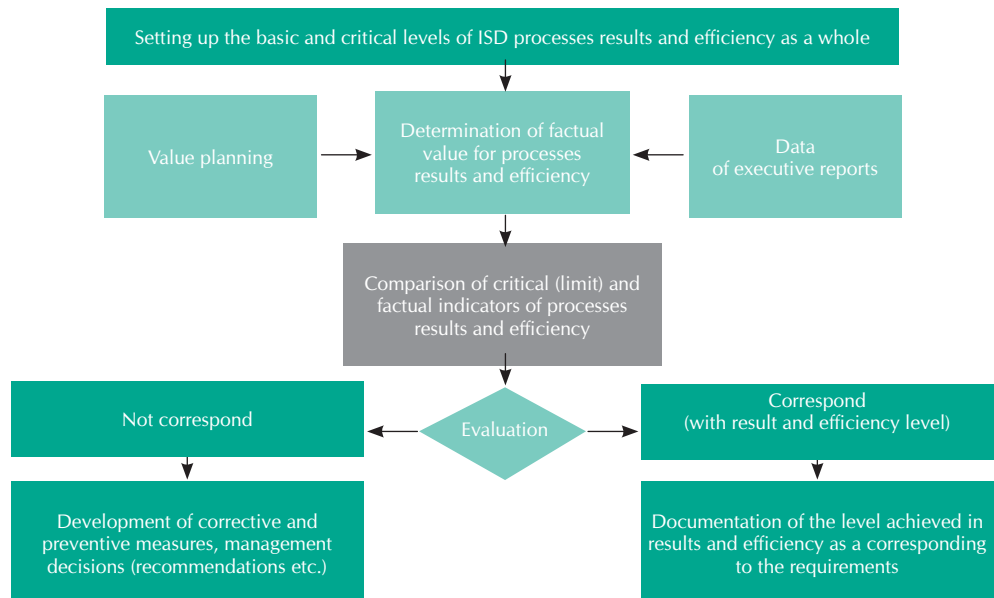 Setting up the basic and critical levels of ISD processes results and efficiency as a whole
Value planning
Determination of factual
value for processes
results and efficiency
Data
of executive reports
Comparison of critical (limit) and
factual indicators of processes
results and efficiency
Not correspond
Evaluation
Correspond
(with result and efficiency level)
Development of corrective and
preventive measures, management
decisions (recommendations etc.)
Documentation of the level achieved in
results and efficiency as a corresponding
to the requirements